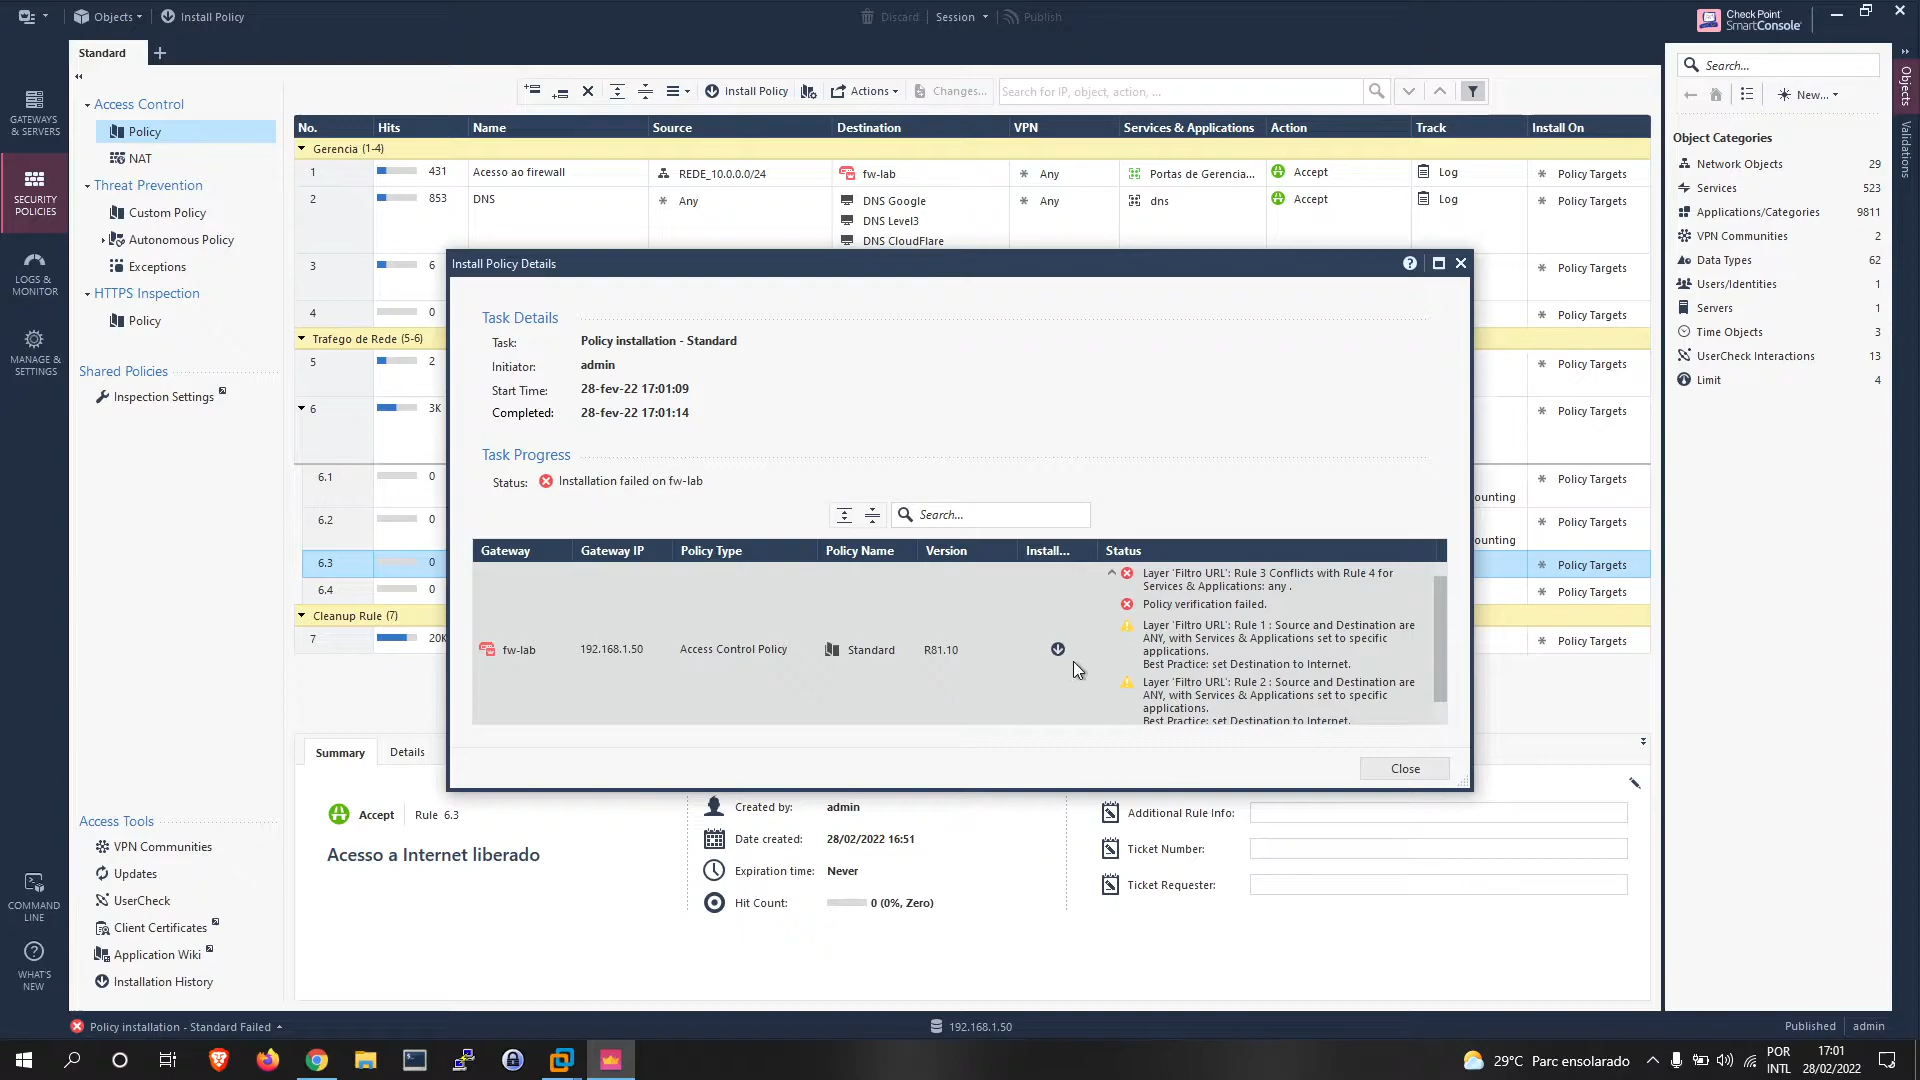 Objects
Install Policy
Discard
Session
Publish
Check Point
SmartConsole
Standard
GATEWAYS
& SERVERS
SECURITY
POLICIES
LOGS &
MONITOR
MANAGE &
SETTINGS
COMMAND
LINE
WHAT'S
NEW
Access Control
Policy
NAT
Threat Prevention
Custom Policy
Autonomous Policy
Exceptions
HTTPS Inspection
Policy
Shared Policies
Inspection Settings
Access Tools
VPN Communities
Updates
UserCheck
Client Certificates
Application Wiki
Installation History
Install Policy
Actions
Changes...
Search for IP, object, action, ...
No. Hits Name Source Destination VPN Services & Applications Action Track Install On
Gerencia (1-4)
1 431 Acesso ao firewall REDE_10.0.0.0/24 fw-lab Any Portas de Gerencia... Accept Log Policy Targets
2 853 DNS Any DNS Google Any dns Accept Log Policy Targets
DNS Level3
DNS CloudFlare
3 6 Policy Targets
4 0 Policy Targets
Trafego de Rede (5-6)
5 2 Policy Targets
6 3K Policy Targets
6.1 0 Policy Targets
ounting
6.2 0 Policy Targets
ounting
6.3 0 Policy Targets
6.4 0 Policy Targets
Cleanup Rule (7)
7 20K Policy Targets
Install Policy Details
Task Details
Task: Policy installation - Standard
Initiator: admin
Start Time: 28-fev-22 17:01:09
Completed: 28-fev-22 17:01:14
Task Progress
Status: Installation failed on fw-lab
Search...
Gateway Gateway IP Policy Type Policy Name Version Install... Status
fw-lab 192.168.1.50 Access Control Policy Standard R81.10
Layer 'Filtro URL': Rule 3 Conflicts with Rule 4 for
Services & Applications: any .
Policy verification failed.
Layer 'Filtro URL': Rule 1 : Source and Destination are
ANY, with Services & Applications set to specific
applications.
Best Practice: set Destination to Internet.
Layer 'Filtro URL': Rule 2 : Source and Destination are
ANY, with Services & Applications set to specific
applications.
Best Practice: set Destination to Internet.
Close
Summary Details
Accept Rule 6.3
Acesso a Internet liberado
Created by: admin
Date created: 28/02/2022 16:51
Expiration time: Never
Hit Count: 0 (0%, Zero)
Additional Rule Info:
Ticket Number:
Ticket Requester:
Search...
New...
Object Categories
Network Objects 29
Services 523
Applications/Categories 9811
VPN Communities 2
Data Types 62
Users/Identities 1
Servers 1
Time Objects 3
UserCheck Interactions 13
Limit 4
Objects
Validations
Policy installation - Standard Failed
192.168.1.50
Published
admin
29°C Parc ensolarado
POR
INTL
17:01
28/02/2022